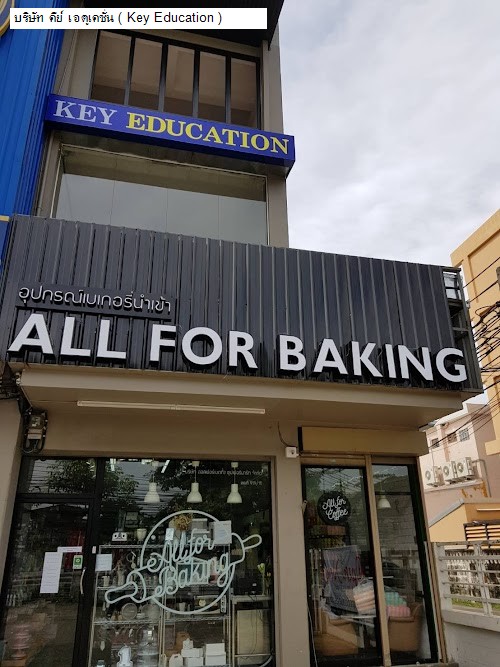 บริษัท คีย์ เอดุเคชั่น ( Key Education )
KEY EDUCATION
อุปกรณ์เบเกอรี่นำเข้า
ALL FOR BAKING
All for
Baking
All for
Coffee